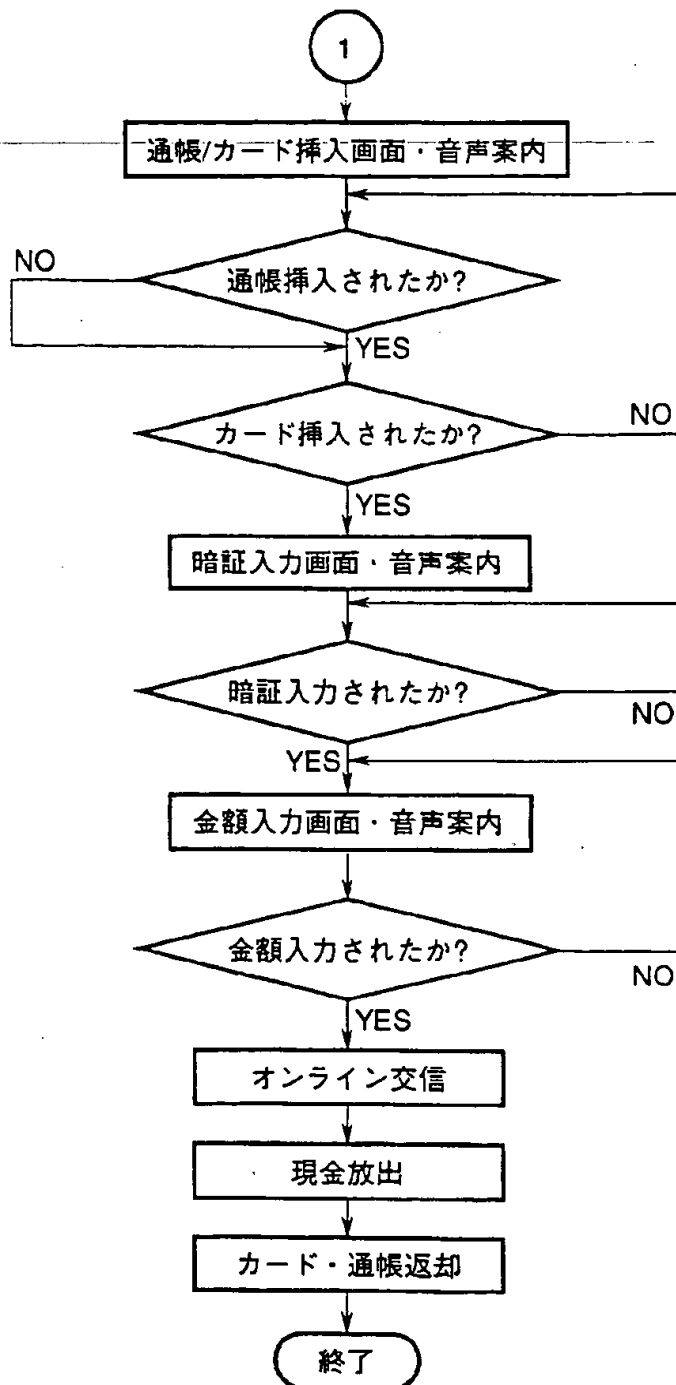 1
通帳/カード挿入画面・音声案内
NO
通帳挿入されたか?
YES
カード挿入されたか?
NO
YES
暗証入力画面・音声案内
暗証入力されたか?
NO
YES
金額入力画面・音声案内
金額入力されたか?
NO
YES
オンライン交信
現金放出
カード・通帳返却
終了